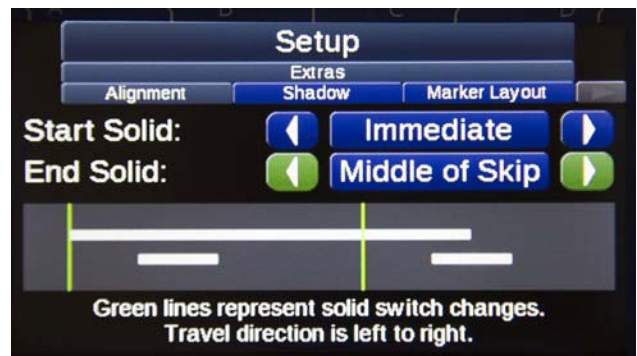 Setup
Extras
Alignment Shadow Marker Layout
Start Solid: Immediate
End Solid: Middle of Skip
Green lines represent solid switch changes.
Travel direction is left to right.